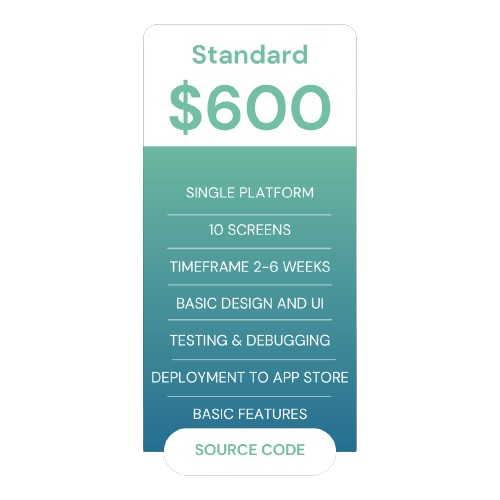 Standard
$600
SINGLE PLATFORM
10 SCREENS
TIMEFRAME 2-6 WEEKS
BASIC DESIGN AND UI
TESTING & DEBUGGING
DEPLOYMENT TO APP STORE
BASIC FEATURES
SOURCE CODE